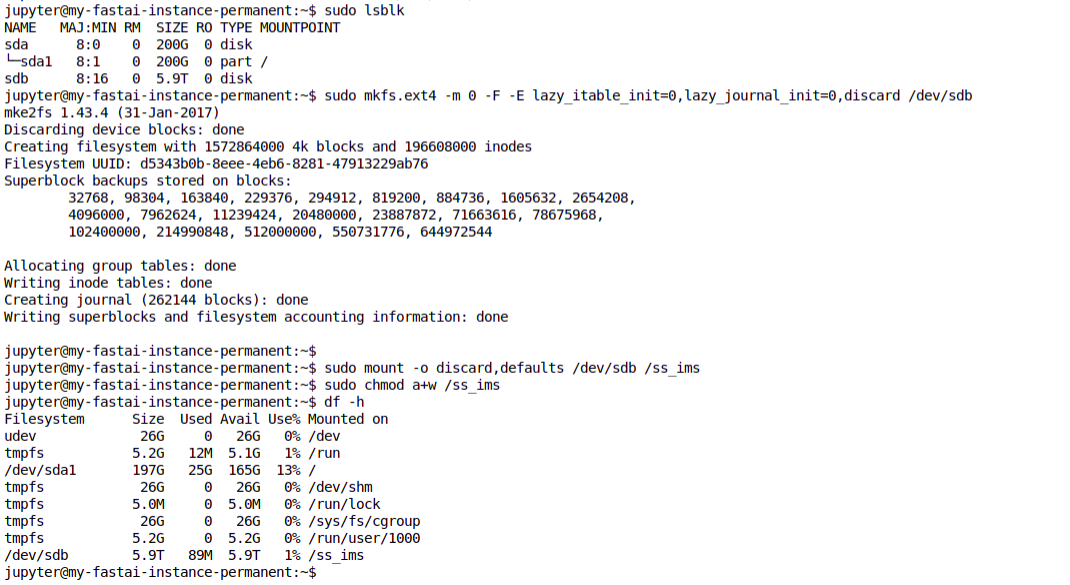 jupyter@my-fastai-instance-permanent:~$ sudo lsblk
NAME   MAJ:MIN RM  SIZE RO TYPE MOUNTPOINT
sda      8:0    0  200G  0 disk
└─sda1   8:1    0  200G  0 part /
sdb      8:16   0  5.9T  0 disk
jupyter@my-fastai-instance-permanent:~$ sudo mkfs.ext4 -m 0 -F -E lazy_itable_init=0,lazy_journal_init=0,discard /dev/sdb
mke2fs 1.43.4 (31-Jan-2017)
Discarding device blocks: done
Creating filesystem with 1572864000 4k blocks and 196608000 inodes
Filesystem UUID: d5343b0b-8eee-4eb6-8281-47913229ab76
Superblock backups stored on blocks:
        32768, 98304, 163840, 229376, 294912, 819200, 884736, 1605632, 2654208,
        4096000, 7962624, 11239424, 20480000, 23887872, 71663616, 78675968,
        102400000, 214990848, 512000000, 550731776, 644972544

Allocating group tables: done
Writing inode tables: done
Creating journal (262144 blocks): done
Writing superblocks and filesystem accounting information: done

jupyter@my-fastai-instance-permanent:~$
jupyter@my-fastai-instance-permanent:~$ sudo mount -o discard,defaults /dev/sdb /ss_ims
jupyter@my-fastai-instance-permanent:~$ sudo chmod a+w /ss_ims
jupyter@my-fastai-instance-permanent:~$ df -h
Filesystem      Size  Used Avail Use% Mounted on
udev             26G     0   26G   0% /dev
tmpfs           5.2G   12M  5.1G   1% /run
/dev/sda1       197G   25G  165G  13% /
tmpfs            26G     0   26G   0% /dev/shm
tmpfs           5.0M     0  5.0M   0% /run/lock
tmpfs            26G     0   26G   0% /sys/fs/cgroup
tmpfs           5.2G     0  5.2G   0% /run/user/1000
/dev/sdb        5.9T   89M  5.9T   1% /ss_ims
jupyter@my-fastai-instance-permanent:~$